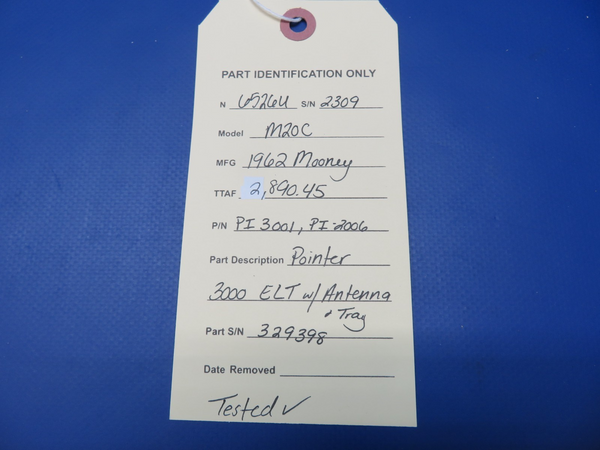 PART IDENTIFICATION ONLY
N 6526U S/N 2309
Model M20C
MFG 1962 Mooney
TTAF 2,890.45
P/N PI 3001, PI-2006
Part Description Pointer
3000 ELT w/ Antenna
& Tray
Part S/N 329398
Date Removed
Tested ✓